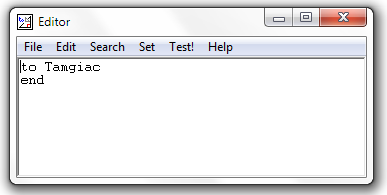 Editor
File Edit Search Set Test! Help
to Tamgiac
end